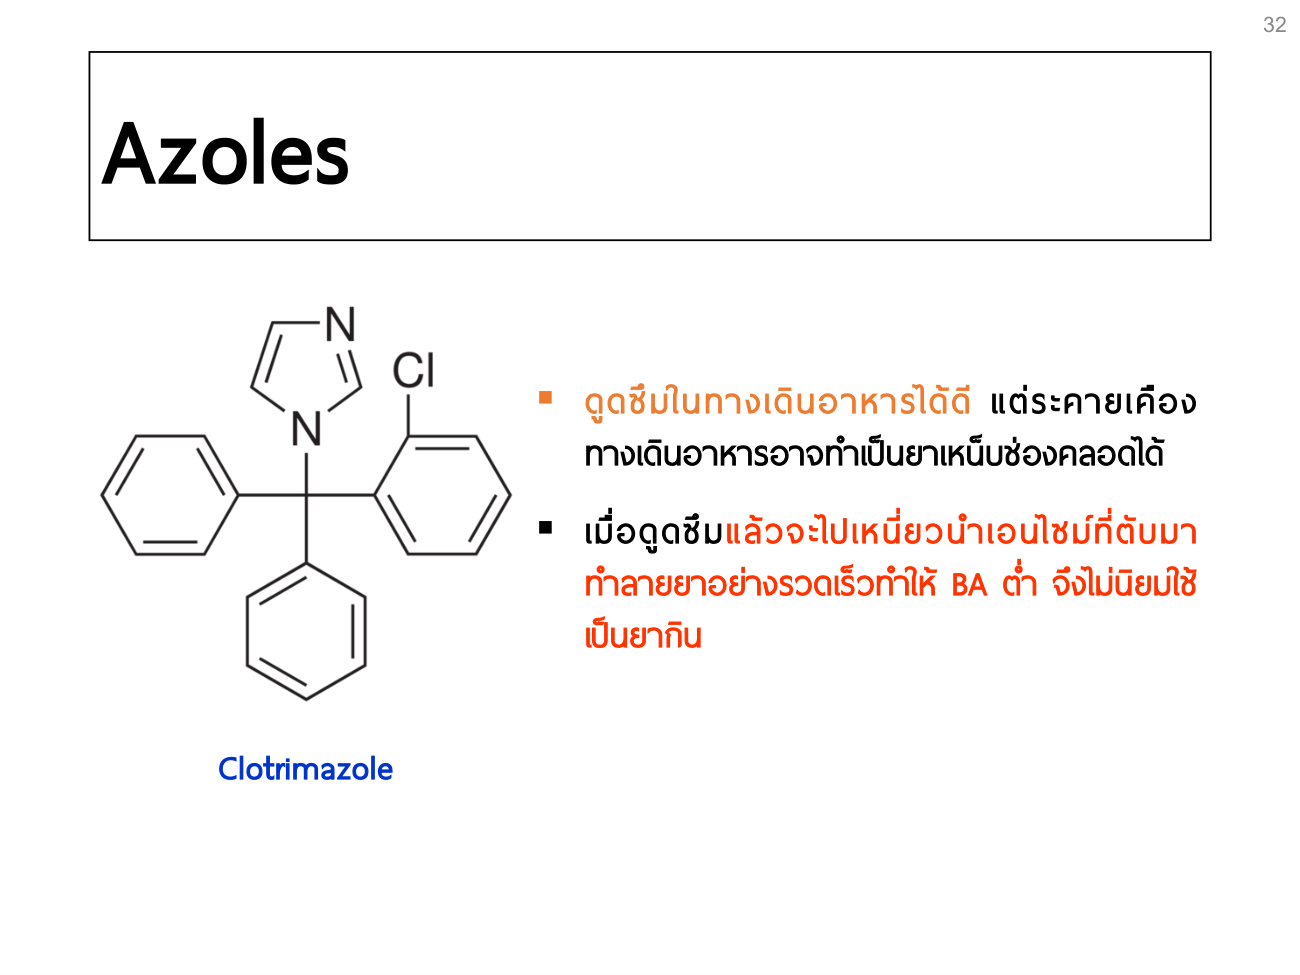 32
Azoles
N
Cl
N
▪ ดูดซึมในทางเดินอาหารได้ดี แต่ระคายเคือง
ทางเดินอาหารอาจทำเป็นยาเหน็บช่องคลอดได้
▪ เมื่อดูดซึมแล้วจะไปเหนี่ยวนำเอนไซม์ที่ตับมา
ทำลายยาอย่างรวดเร็วทำให้ BA ต่ำ จึงไม่นิยมใช้
เป็นยากิน
Clotrimazole